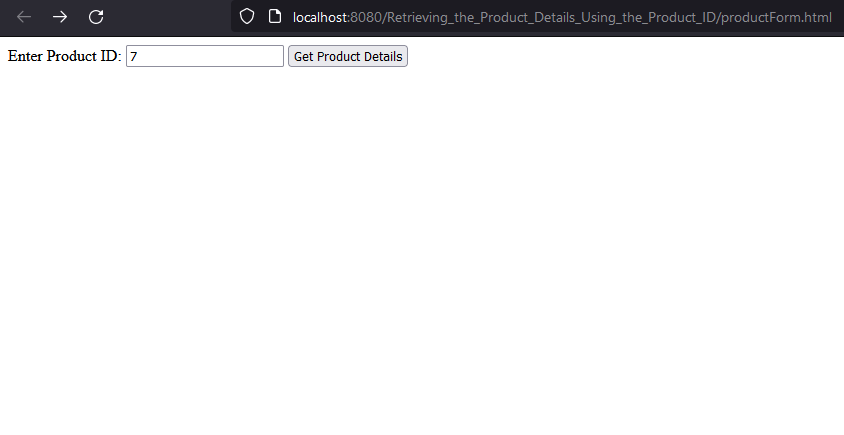 localhost:8080/Retrieving_the_Product_Details_Using_the_Product_ID/productForm.html
Enter Product ID: 7 Get Product Details